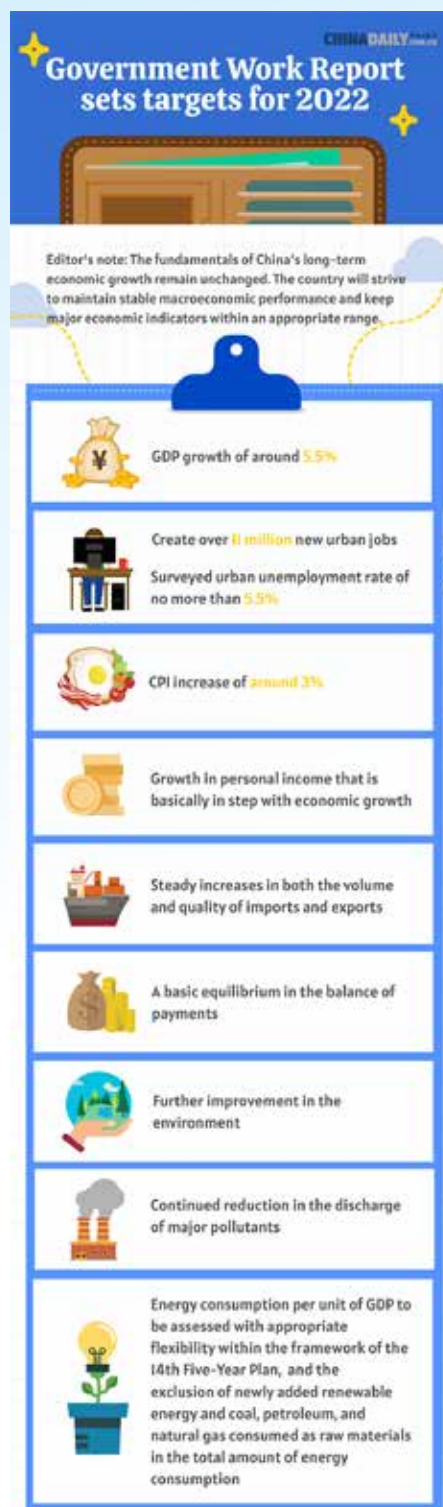 CHINADAILY.com.cn
Government Work Report
sets targets for 2022
Editor's note: The fundamentals of China's long-term
economic growth remain unchanged. The country will strive
to maintain stable macroeconomic performance and keep
major economic indicators within an appropriate range.
¥
GDP growth of around 5.5%
Create over 11 million new urban jobs
Surveyed urban unemployment rate of
no more than 5.5%
CPI increase of around 3%
Growth in personal income that is
basically in step with economic growth
Steady increases in both the volume
and quality of imports and exports
$
A basic equilibrium in the balance of
payments
Further improvement in the
environment
Continued reduction in the discharge
of major pollutants
Energy consumption per unit of GDP to
be assessed with appropriate
flexibility within the framework of the
14th Five-Year Plan, and the
exclusion of newly added renewable
energy and coal, petroleum, and
natural gas consumed as raw materials
in the total amount of energy
consumption